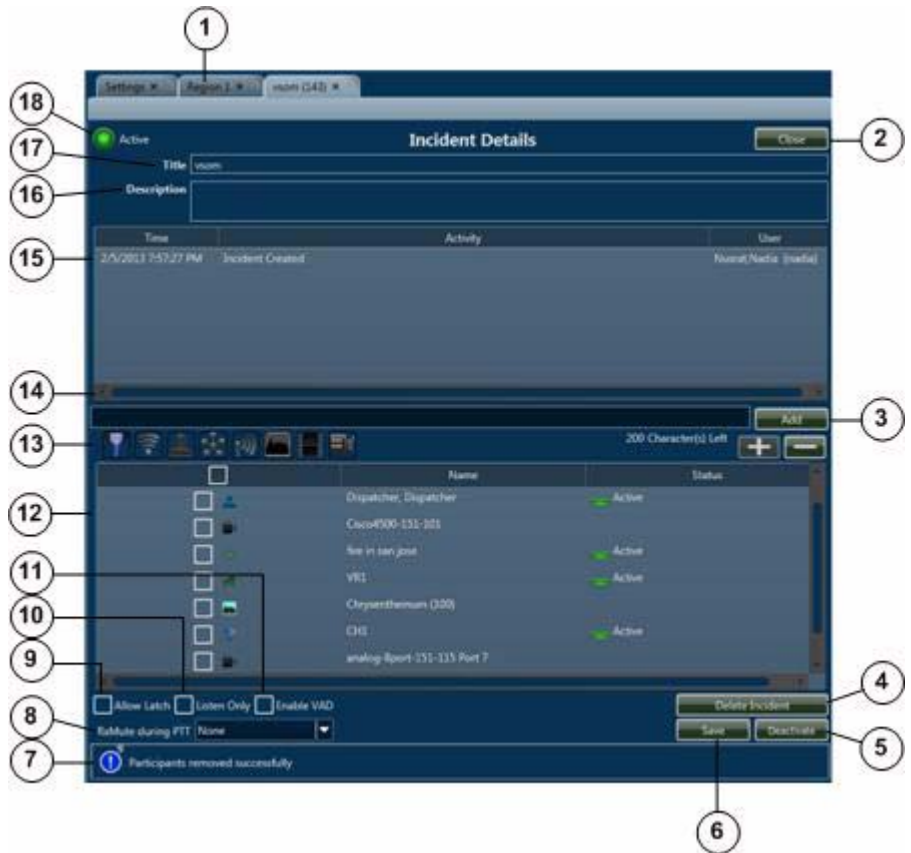 1
Settings × Region 1 × vsom (143) ×
18
Active Incident Details Close 2
17 Title vsom
16 Description
Time Activity User
15 2/5/2013 7:57:27 PM Incident Created Nusrat,Nadia (nadia)
14
Add 3
13 200 Character(s) Left
Name Status
12 Dispatcher, Dispatcher Active
Cisco4500-151-101
fire in san jose Active
11 VR1 Active
10 Chrysenthemum (100)
CH1 Active
9 analog-8port-151-135 Port 7
Allow Latch Listen Only Enable VAD Delete Incident 4
8 RxMute during PTT None Save Deactivate 5
7 Participants removed successfully
6